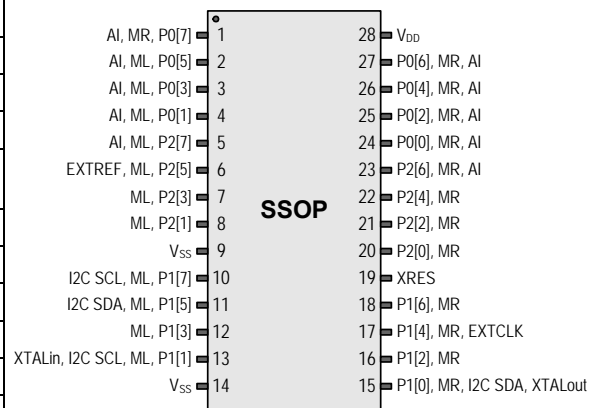 AI, MR, P0[7] 1 28 VDD
AI, ML, P0[5] 2 27 P0[6], MR, AI
AI, ML, P0[3] 3 26 P0[4], MR, AI
AI, ML, P0[1] 4 25 P0[2], MR, AI
AI, ML, P2[7] 5 24 P0[0], MR, AI
EXTREF, ML, P2[5] 6 23 P2[6], MR, AI
ML, P2[3] 7 22 P2[4], MR
SSOP
ML, P2[1] 8 21 P2[2], MR
VSS 9 20 P2[0], MR
I2C SCL, ML, P1[7] 10 19 XRES
I2C SDA, ML, P1[5] 11 18 P1[6], MR
ML, P1[3] 12 17 P1[4], MR, EXTCLK
XTALin, I2C SCL, ML, P1[1] 13 16 P1[2], MR
VSS 14 15 P1[0], MR, I2C SDA, XTALout